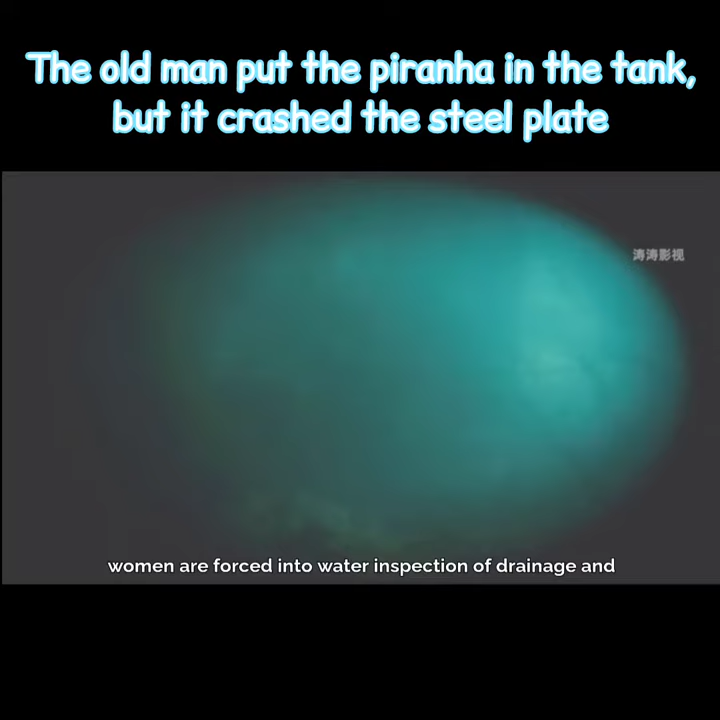 The old man put the piranha in the tank,
but it crashed the steel plate
涛涛影视
women are forced into water inspection of drainage and